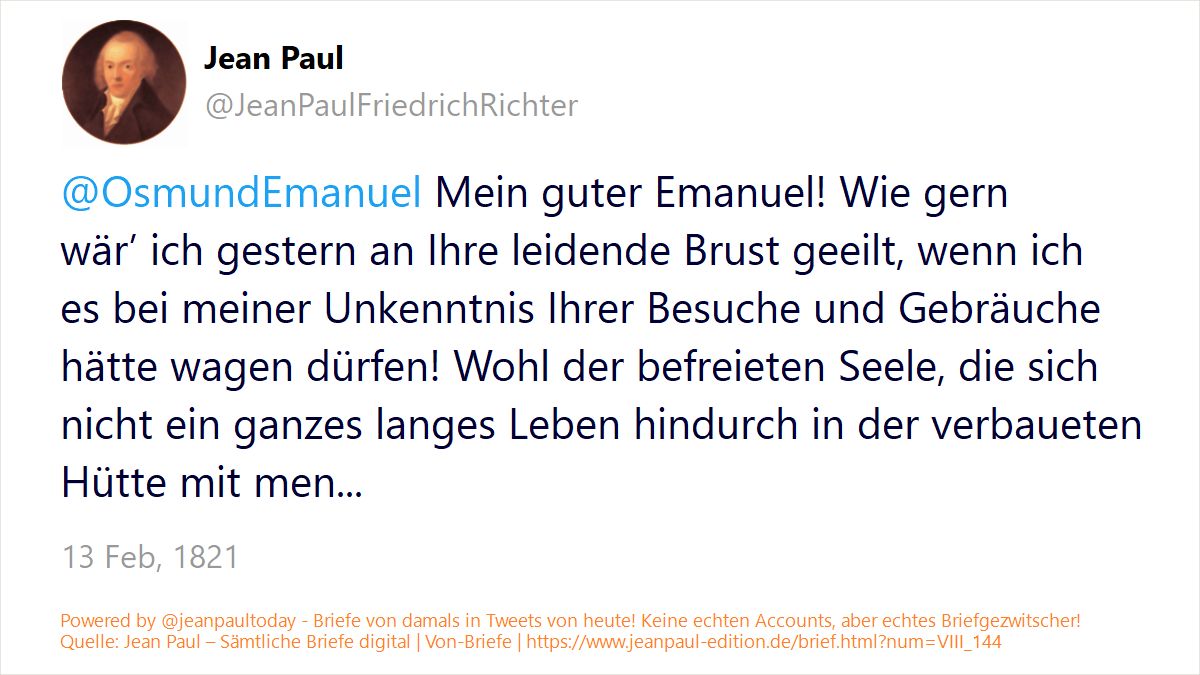 Jean Paul
@JeanPaulFriedrichRichter
@OsmundEmanuel Mein guter Emanuel! Wie gern
wär’ ich gestern an Ihre leidende Brust geeilt, wenn ich
es bei meiner Unkenntnis Ihrer Besuche und Gebräuche
hätte wagen dürfen! Wohl der befreieten Seele, die sich
nicht ein ganzes langes Leben hindurch in der verbaueten
Hütte mit men...
13 Feb, 1821
Powered by @jeanpaultoday - Briefe von damals in Tweets von heute! Keine echten Accounts, aber echtes Briefgezwitscher!
Quelle: Jean Paul – Sämtliche Briefe digital | Von-Briefe | https://www.jeanpaul-edition.de/brief.html?num=VIII_144